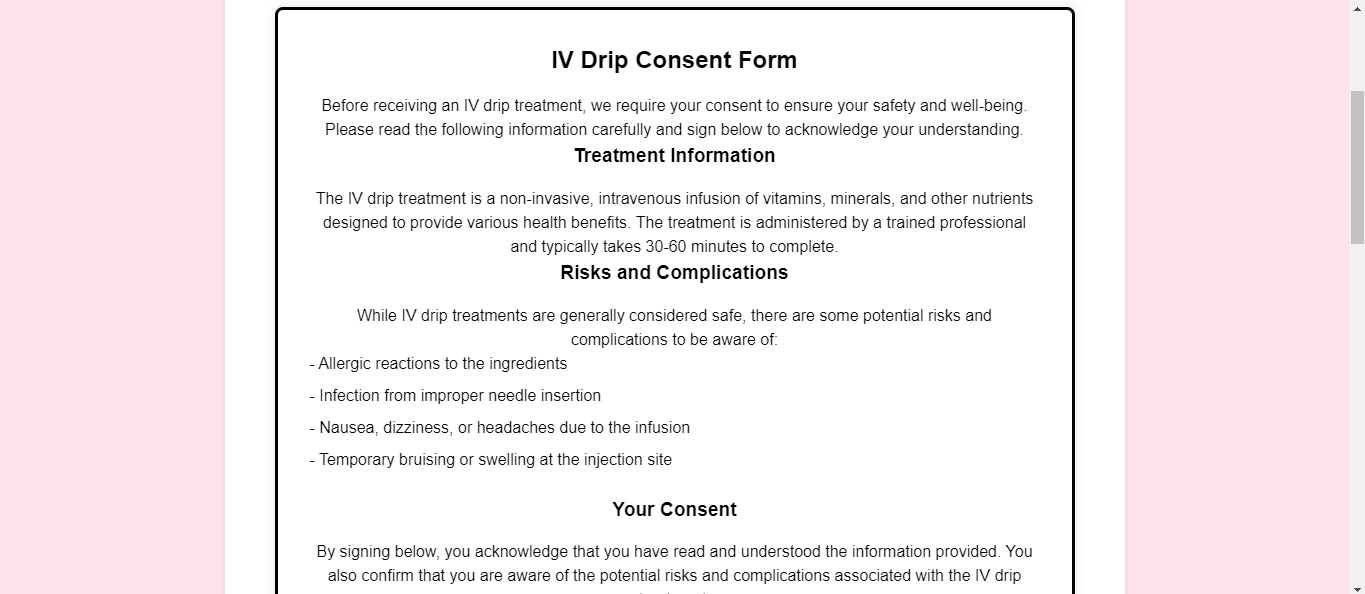 IV Drip Consent Form
Before receiving an IV drip treatment, we require your consent to ensure your safety and well-being.
Please read the following information carefully and sign below to acknowledge your understanding.
Treatment Information
The IV drip treatment is a non-invasive, intravenous infusion of vitamins, minerals, and other nutrients
designed to provide various health benefits. The treatment is administered by a trained professional
and typically takes 30-60 minutes to complete.
Risks and Complications
While IV drip treatments are generally considered safe, there are some potential risks and
complications to be aware of:
- Allergic reactions to the ingredients
- Infection from improper needle insertion
- Nausea, dizziness, or headaches due to the infusion
- Temporary bruising or swelling at the injection site
Your Consent
By signing below, you acknowledge that you have read and understood the information provided. You
also confirm that you are aware of the potential risks and complications associated with the IV drip